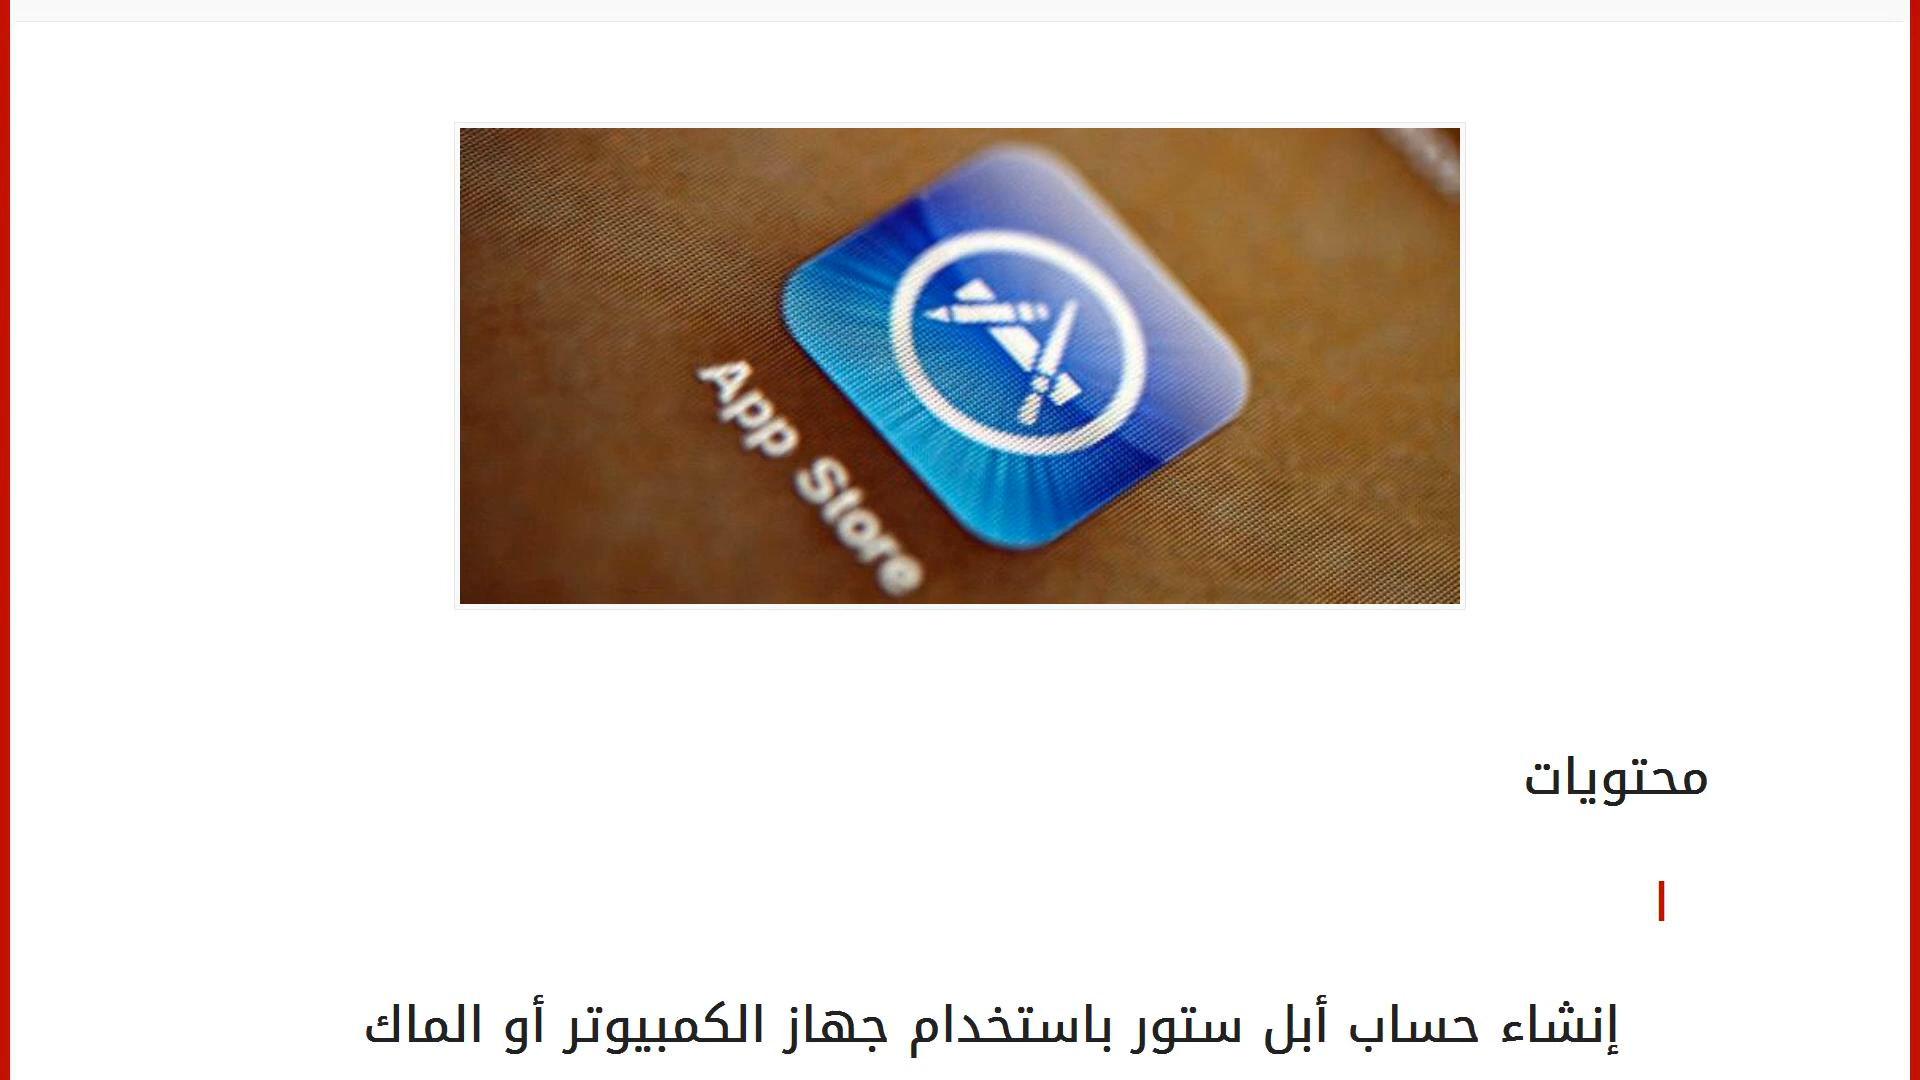 App Store
محتويات
إنشاء حساب أبل ستور باستخدام جهاز الكمبيوتر أو الماك